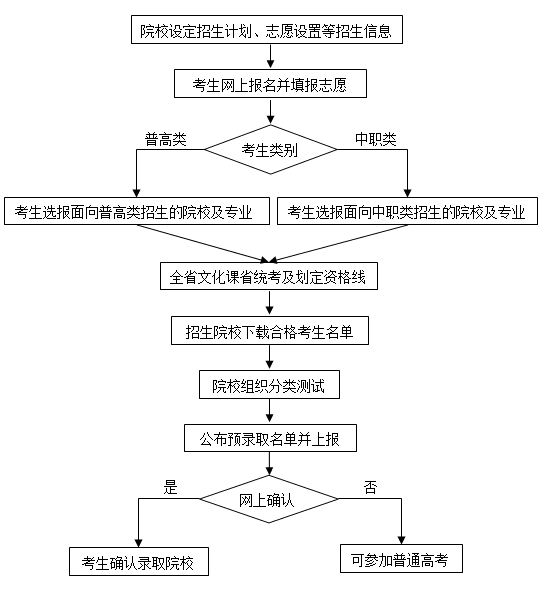 院校设定招生计划、志愿设置等招生信息
考生网上报名并填报志愿
考生类别
普高类
中职类
考生选报面向普高类招生的院校及专业
考生选报面向中职类招生的院校及专业
全省文化课省统考及划定资格线
招生院校下载合格考生名单
院校组织分类测试
公布预录取名单并上报
网上确认
是
否
考生确认录取院校
可参加普通高考